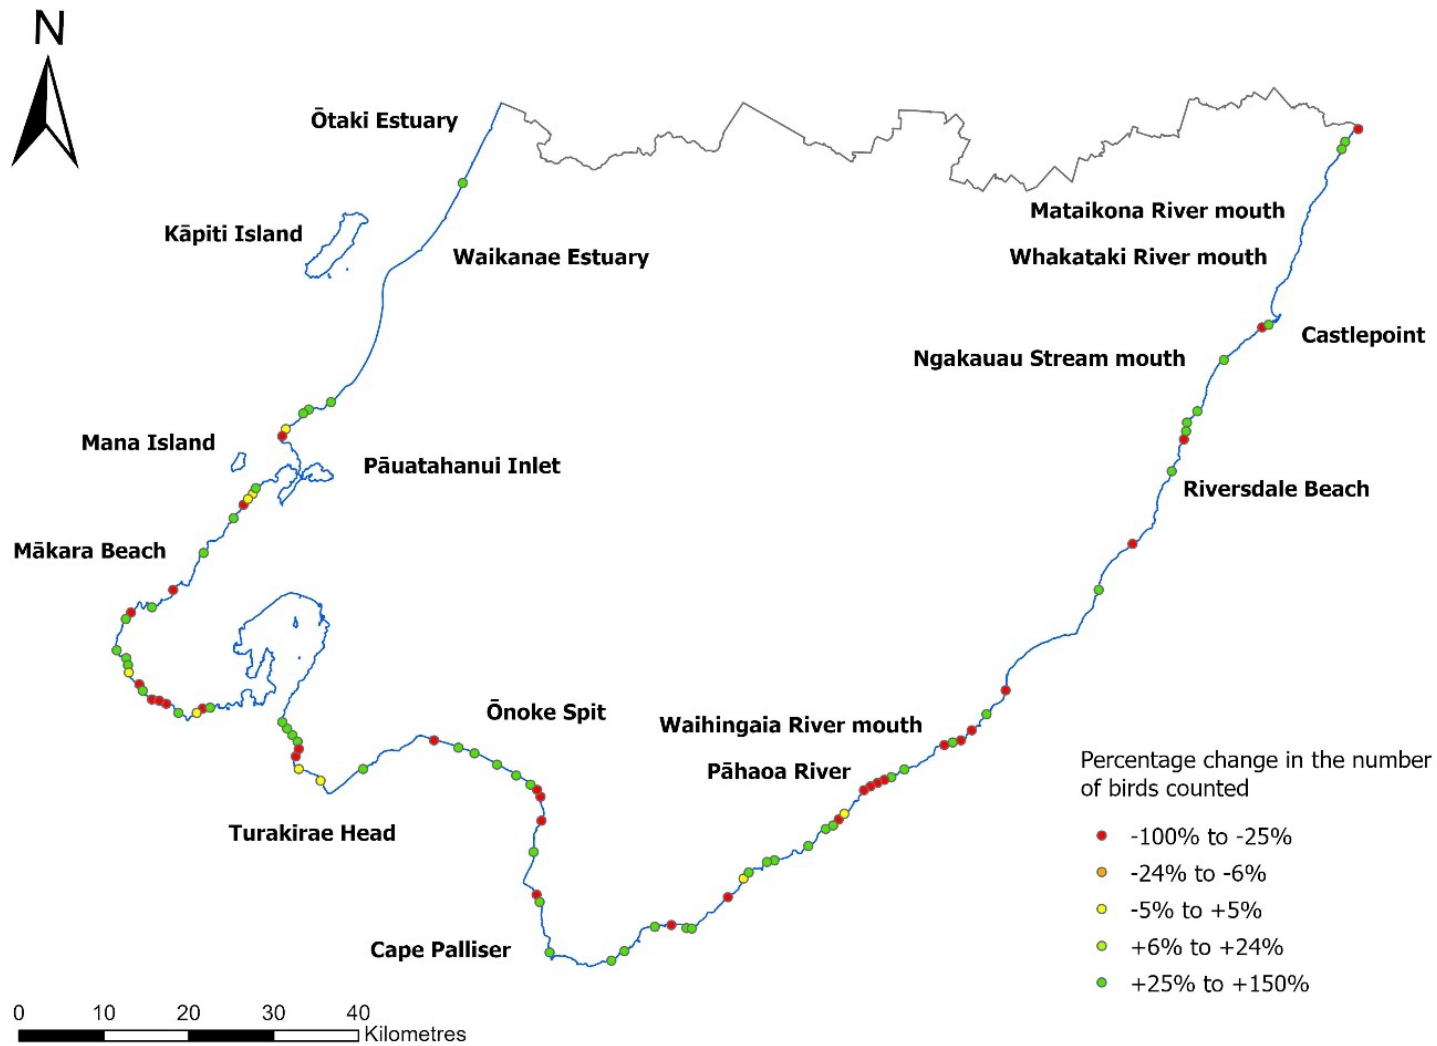 N
Ōtaki Estuary
Kāpiti Island
Waikanae Estuary
Mataikona River mouth
Whakataki River mouth
Castlepoint
Ngakauau Stream mouth
Mana Island
Pāuatahanui Inlet
Riversdale Beach
Mākara Beach
Ōnoke Spit
Waihingaia River mouth
Pāhaoa River
Turakirae Head
Cape Palliser
Percentage change in the number
of birds counted
-100% to -25%
-24% to -6%
-5% to +5%
+6% to +24%
+25% to +150%
0 10 20 30 40
Kilometres